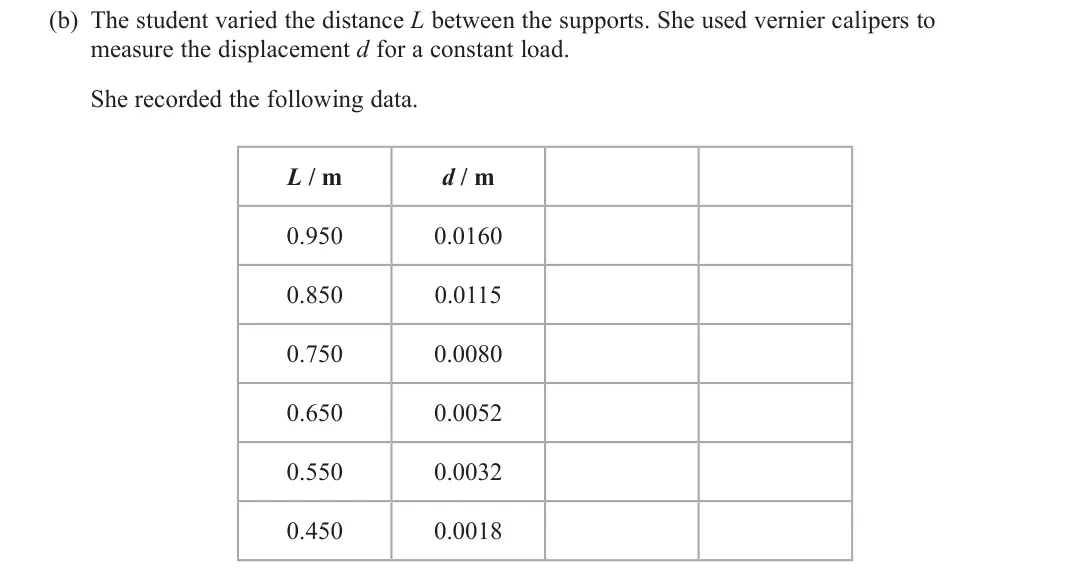 (b) The student varied the distance L between the supports. She used vernier calipers to
measure the displacement d for a constant load.
She recorded the following data.
L / m d / m
0.950 0.0160
0.850 0.0115
0.750 0.0080
0.650 0.0052
0.550 0.0032
0.450 0.0018